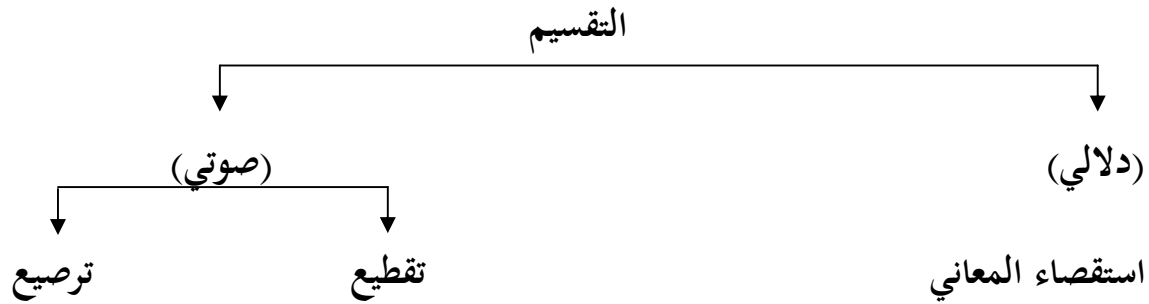 التقسيم
(دلالي) (صوتي)
استقصاء المعاني تقطيع ترصيع